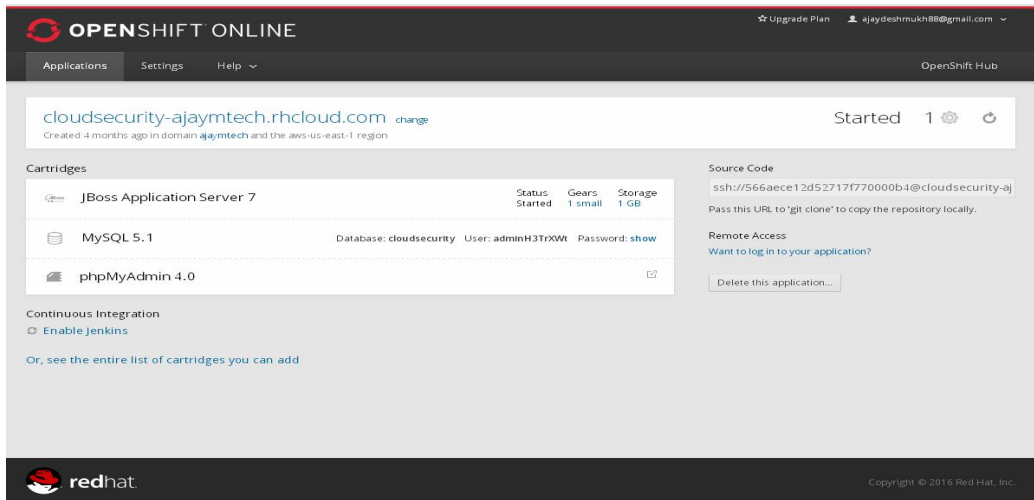 OPENSHIFT ONLINE
Upgrade Plan ajaydeshmukh88@gmail.com
Applications Settings Help OpenShift Hub
cloudsecurity-ajaymtech.rhcloud.com change
Started 1
Created 4 months ago in domain ajaymtech and the aws-us-east-1 region
Cartridges
JBoss Application Server 7
Status Gears Storage
Started 1 small 1 GB
MySQL 5.1 Database: cloudsecurity User: adminH3TrXWt Password: show
phpMyAdmin 4.0
Continuous Integration
Enable Jenkins
Or, see the entire list of cartridges you can add
Source Code
ssh://566aece12d52717f770000b4@cloudsecurity-aj
Pass this URL to 'git clone' to copy the repository locally.
Remote Access
Want to log in to your application?
Delete this application...
redhat.
Copyright © 2016 Red Hat, Inc.